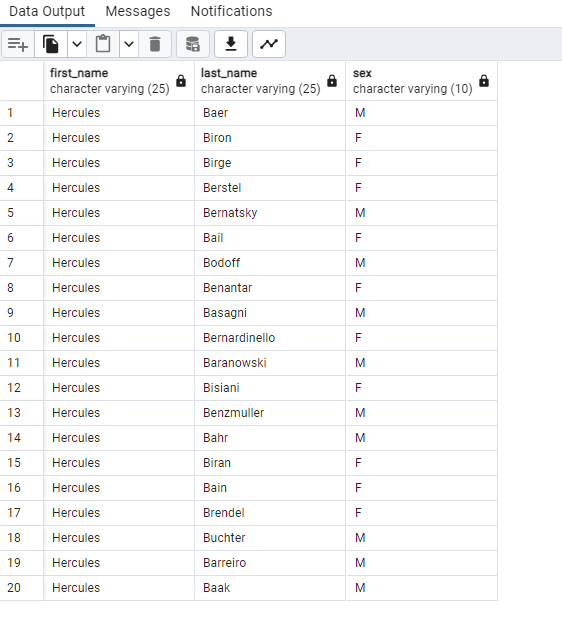 Data Output Messages Notifications
first_name last_name sex
character varying (25) character varying (25) character varying (10)
1 Hercules Baer M
2 Hercules Biron F
3 Hercules Birge F
4 Hercules Berstel F
5 Hercules Bernatsky M
6 Hercules Bail F
7 Hercules Bodoff M
8 Hercules Benantar F
9 Hercules Basagni M
10 Hercules Bernardinello F
11 Hercules Baranowski M
12 Hercules Bisiani F
13 Hercules Benzmuller M
14 Hercules Bahr M
15 Hercules Biran F
16 Hercules Bain F
17 Hercules Brendel F
18 Hercules Buchter M
19 Hercules Barreiro M
20 Hercules Baak M